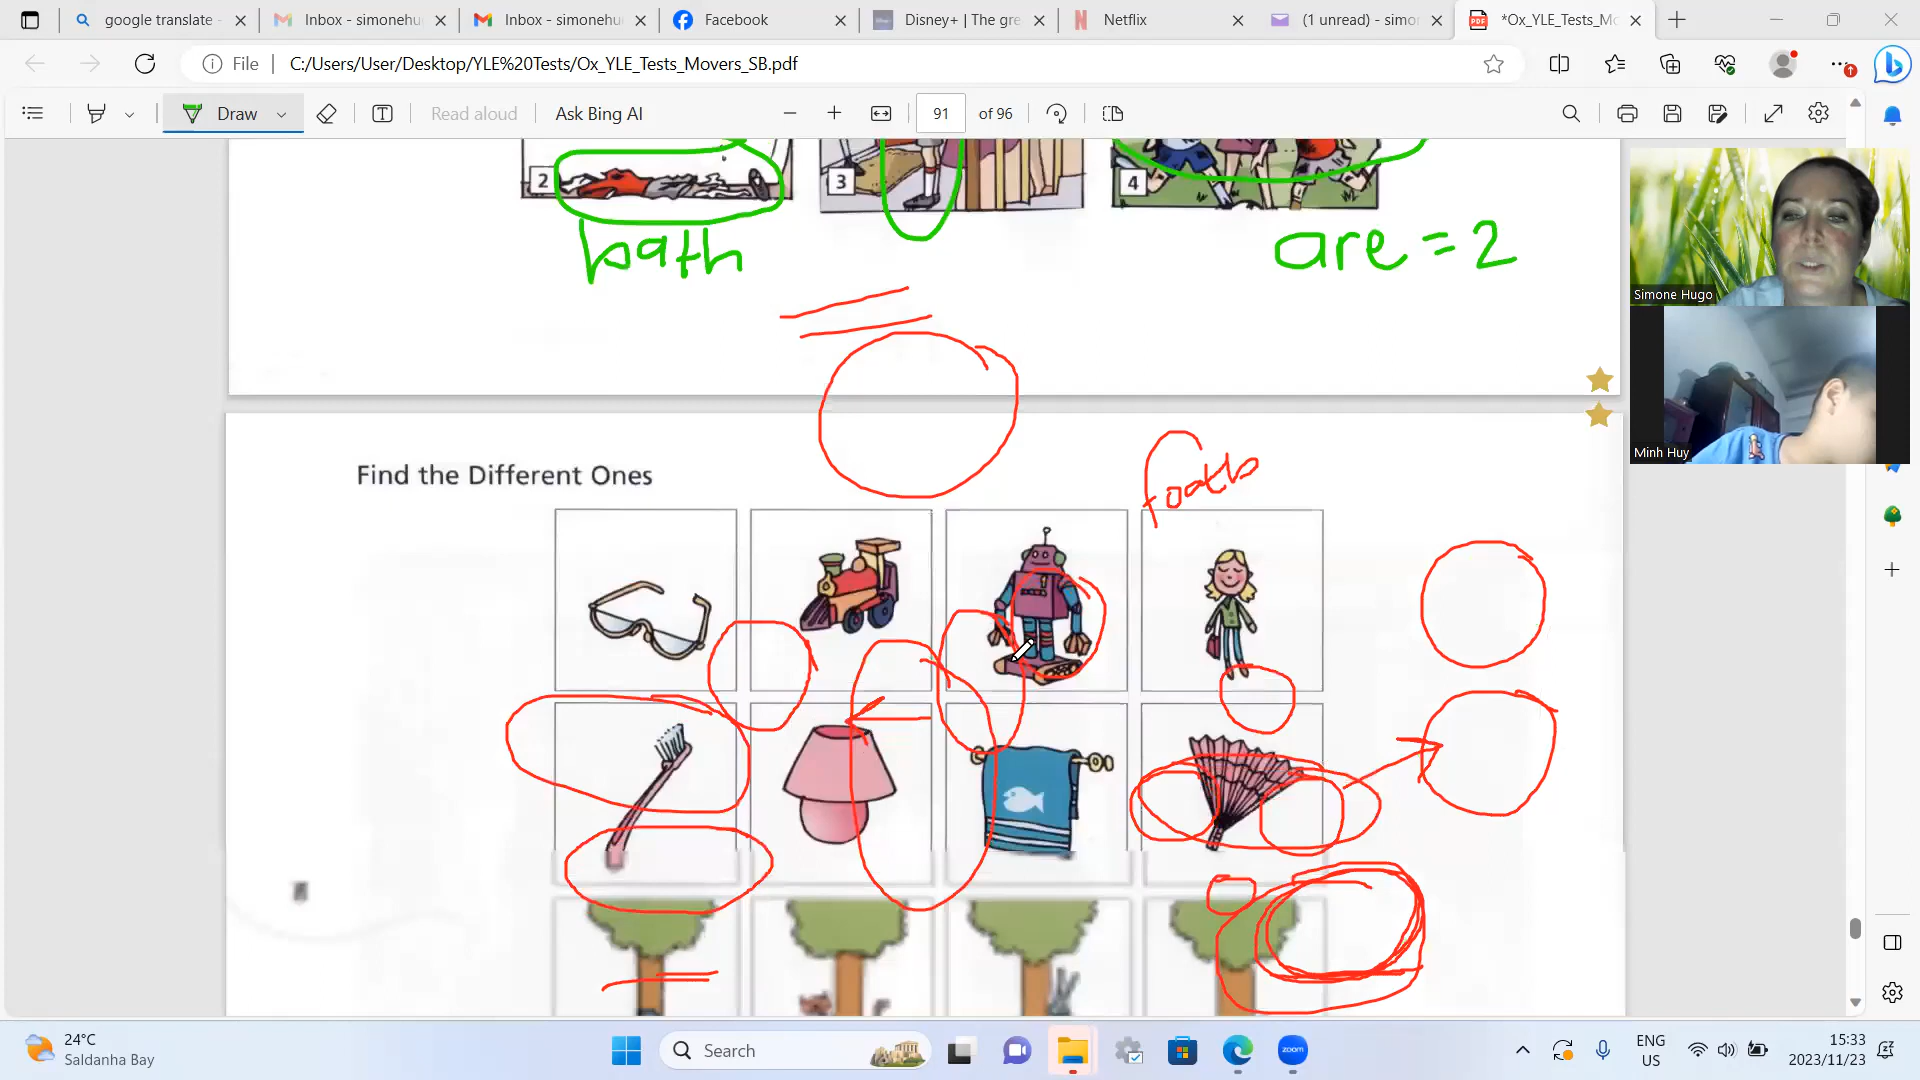 google translate -
Inbox - simonehu
Inbox - simonehu
Facebook
Disney+ | The gre
Netflix
(1 unread) - simo
*Ox_YLE_Tests_Mo
File
C:/Users/User/Desktop/YLE%20Tests/Ox_YLE_Tests_Movers_SB.pdf
Draw
Read aloud
Ask Bing AI
91 of 96
2
3
4
bath
are = 2
Simone Hugo
Minh Huy
Find the Different Ones
24°C
Saldanha Bay
Search
zoom
ENG
US
15:33
2023/11/23